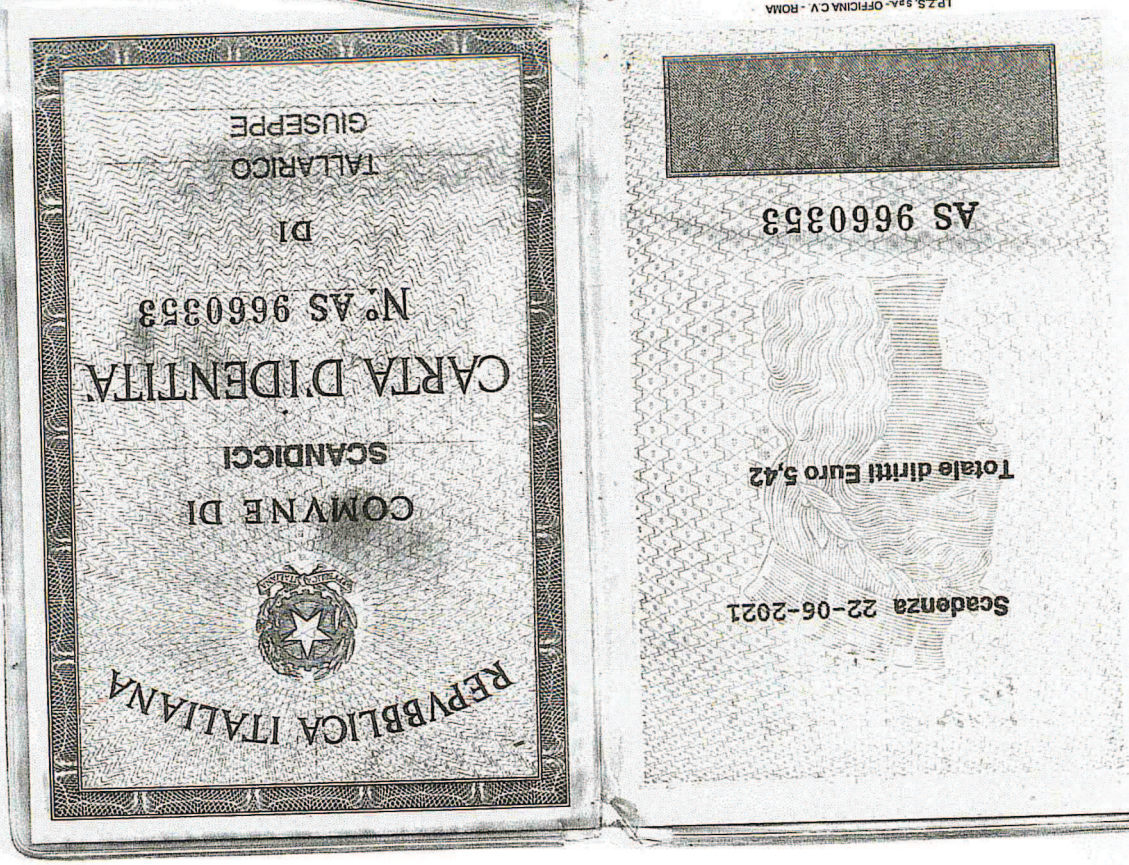 REPVBBLICA ITALIANA
COMVNE DI
SCANDICCI
CARTA D'IDENTITA'
N.º AS 9660353
DI
TALLARICO
GIUSEPPE
Scadenza 22-06-2021
Totale diritti Euro 5,42
AS 9660353
I.P.Z.S. S.p.A. - OFFICINA C.V. - ROMA